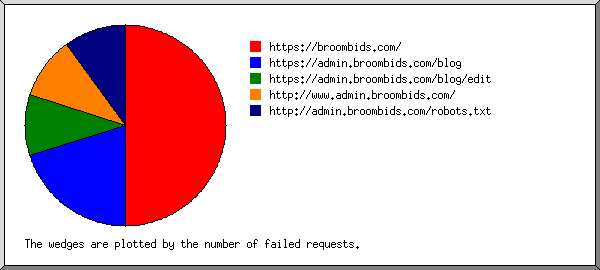 https://broombids.com/
https://admin.broombids.com/blog
https://admin.broombids.com/blog/edit
http://www.admin.broombids.com/
http://admin.broombids.com/robots.txt
The wedges are plotted by the number of failed requests.